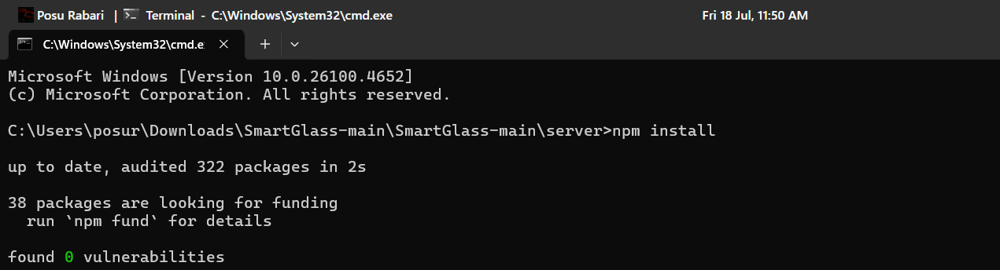 Posu Rabari | Terminal - C:\Windows\System32\cmd.exe Fri 18 Jul, 11:50 AM
C:\Windows\System32\cmd.e
Microsoft Windows [Version 10.0.26100.4652]
(c) Microsoft Corporation. All rights reserved.
C:\Users\posur\Downloads\SmartGlass-main\SmartGlass-main\server>npm install
up to date, audited 322 packages in 2s
38 packages are looking for funding
  run `npm fund` for details
found 0 vulnerabilities